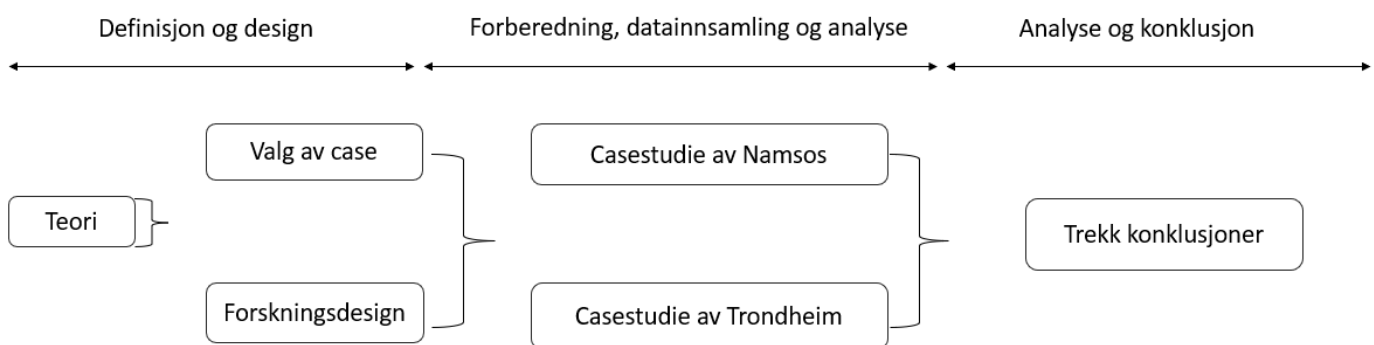 Definisjon og design
Forberedning, datainnsamling og analyse
Analyse og konklusjon
Teori
Valg av case
Forskningsdesign
Casestudie av Namsos
Casestudie av Trondheim
Trekk konklusjoner